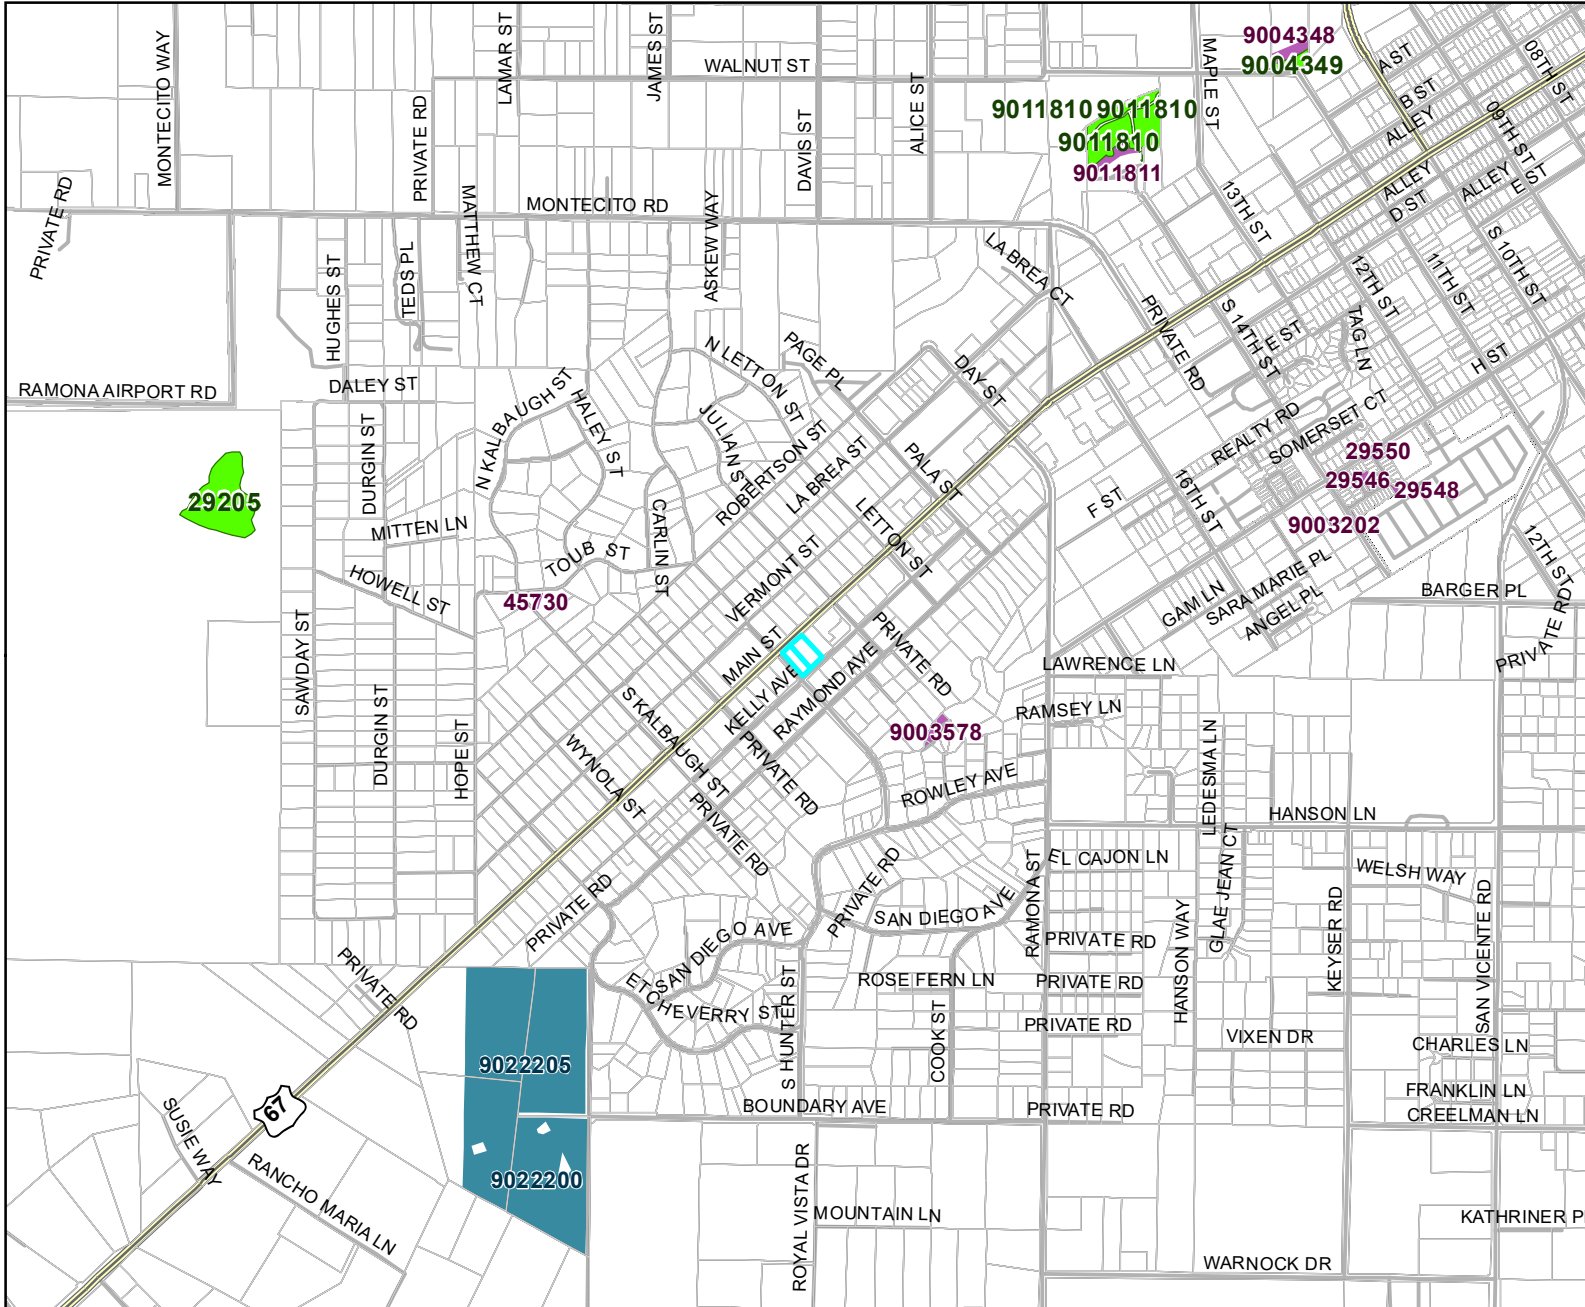 9004348
9004349
WALNUT ST
LAMAR ST
JAMES ST
MONTECITO WAY
PRIVATE RD
DAVIS ST
ALICE ST
MAPLE ST
A ST
B ST
ALLEY
08TH ST
09TH ST
9011810
9011810
9011810
9011811
ALLEY
D ST
ALLEY
E ST
PRIVATE RD
MONTECITO RD
MATTHEW CT
ASKEW WAY
13TH ST
S 10TH ST
11TH ST
12TH ST
LA BREA CT
HUGHES ST
TEDS PL
PRIVATE RD
S 14TH ST
E ST
TAG LN
H ST
RAMONA AIRPORT RD
DALEY ST
N LETTON ST
PAGE PL
DAY ST
N KALBAUGH ST
HALEY ST
JULIAN ST
ROBERTSON ST
LA BREA ST
PALA ST
REALTY RD
SOMERSET CT
29550
29546
29548
9003202
29205
DURGIN ST
MITTEN LN
CARLIN ST
LETTON ST
F ST
16TH ST
12TH ST
TOUB ST
VERMONT ST
HOWELL ST
45730
GAM LN
SARA MARIE PL
ANGEL PL
BARGER PL
PRIVATE RD
SAWDAY ST
MAIN ST
KELLY AVE
RAYMOND AVE
PRIVATE RD
LAWRENCE LN
RAMSEY LN
DURGIN ST
HOPE ST
S KALBAUGH ST
WYNOLA ST
PRIVATE RD
PRIVATE RD
9003578
ROWLEY AVE
LEDESMA LN
HANSON LN
EL CAJON LN
GLAE JEAN CT
WELSH WAY
PRIVATE RD
PRIVATE RD
SAN DIEGO AVE
SAN DIEGO AVE
RAMONA ST
PRIVATE RD
HANSON WAY
KEYSER RD
SAN VICENTE RD
PRIVATE RD
ETCHEVERRY ST
ROSE FERN LN
PRIVATE RD
PRIVATE RD
S HUNTER ST
COOK ST
VIXEN DR
CHARLES LN
9022205
BOUNDARY AVE
PRIVATE RD
FRANKLIN LN
CREELMAN LN
67
SUSIE WAY
RANCHO MARIA LN
9022200
ROYAL VISTA DR
MOUNTAIN LN
KATHRINER P
WARNOCK DR